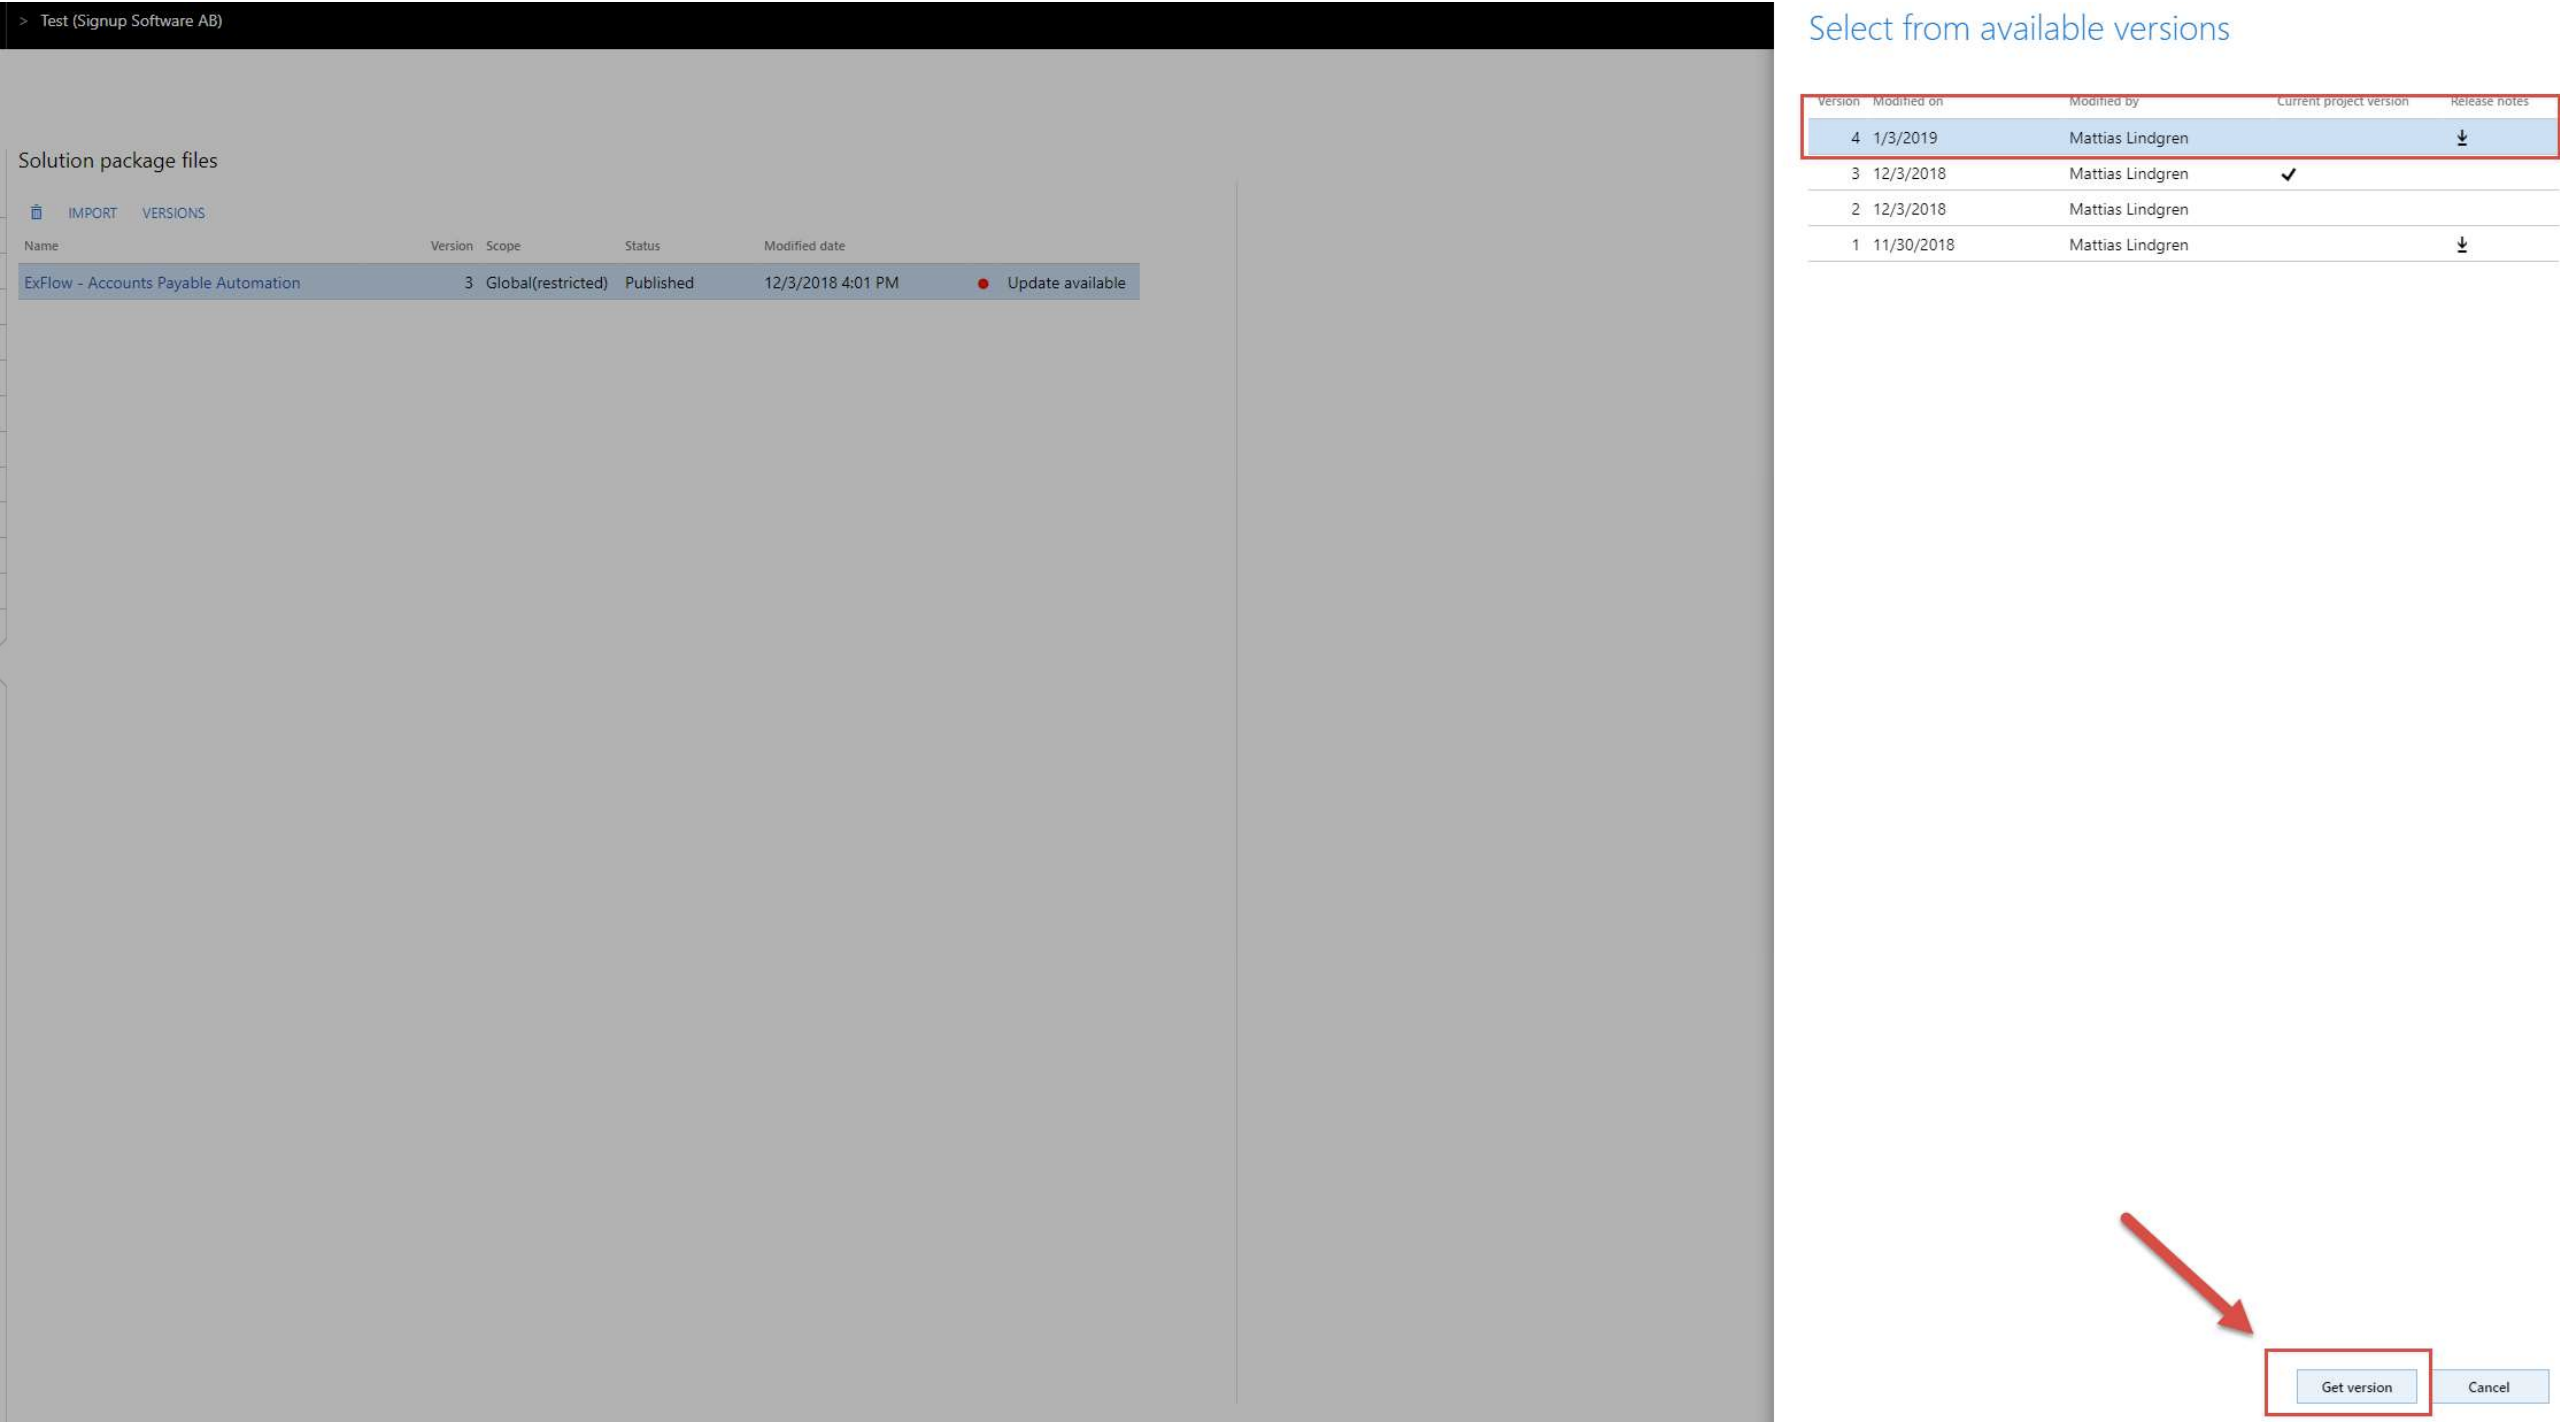 > Test (Signup Software AB)
Solution package files
IMPORT VERSIONS
Name Version Scope Status Modified date
ExFlow - Accounts Payable Automation 3 Global(restricted) Published 12/3/2018 4:01 PM Update available
Select from available versions
Version Modified on Modified by Current project version Release notes
4 1/3/2019 Mattias Lindgren
3 12/3/2018 Mattias Lindgren
2 12/3/2018 Mattias Lindgren
1 11/30/2018 Mattias Lindgren
Get version Cancel